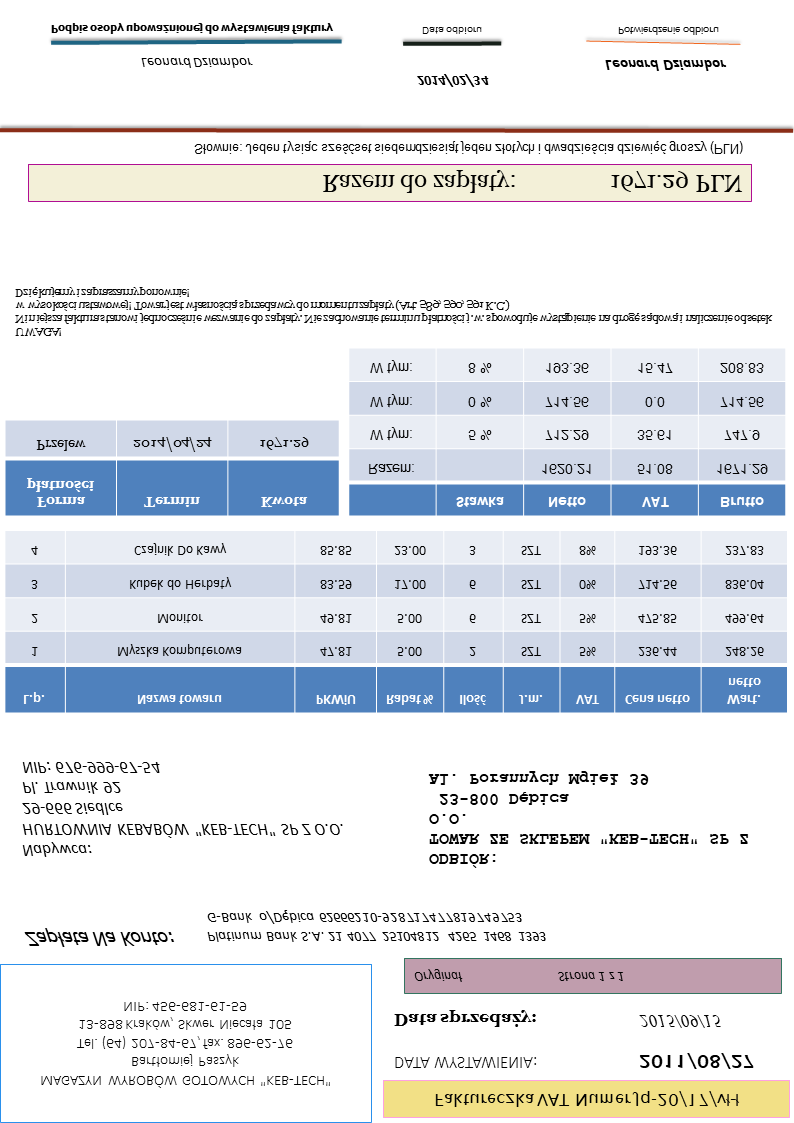 Faktureczka VAT Numer Jq-20/17/vH
MAGAZYN WYROBÓW GOTOWYCH "KEB-TECH"
Bartłomiej Paszyk
Tel. (64) 207-84-67, fax. 896-62-76
13-898 Kraków, Skwer Niecała 105
NIP: 456-681-61-59
DATA WYSTAWIENIA: 2011/08/27
Data sprzedaży: 2015/09/15
Oryginał Strona 1 z 1
Zapłata Na Konto:
Platinum Bank S.A. 21 4077 25104812 4265 1468 1393
G-Bank o/Dębica 62666210-928717477819749753
Nabywca:
HURTOWNIA KEBABÓW "KEB-TECH" SP Z O.O.
29-666 Siedlce
Pl. Trawnik 92
NIP: 676-999-67-54
ODBIÓR:
TOWAR ZE SKLEPEM "KEB-TECH" SP Z
O.O.
23-800 Dębica
Al. Porannych Mgieł 39
L.p. Nazwa towaru PKWiU Rabat % Ilość J.m. VAT Cena netto Wart. netto
1 Myszka Komputerowa 47.81 5.00 2 SZT 5% 236.44 248.26
2 Monitor 49.81 5.00 6 SZT 5% 475.85 499.64
3 Kubek do Herbaty 83.59 17.00 6 SZT 0% 714.56 836.04
4 Czajnik Do Kawy 85.85 23.00 3 SZT 8% 193.36 237.83
Forma płatności Termin Kwota
Przelew 2014/04/24 1671.29
Stawka Netto VAT Brutto
Razem: 1620.21 51.08 1671.29
W tym: 5 % 712.29 35.61 747.9
W tym: 0 % 714.56 0.0 714.56
W tym: 8 % 193.36 15.47 208.83
UWAGA!
Niniejsza faktura stanowi jednocześnie wezwanie do zapłaty. Nie zachowanie terminu płatności j.w. spowoduje wystąpienie na drogę sądową i naliczenie odsetek
w wysokości ustawowej! Towar jest własnością sprzedawcy do momentu zapłaty (Art. 589, 590, 591 K.C.)
Dziękujemy i zapraszamy ponownie!
Razem do zapłaty: 1671.29 PLN
Słownie: Jeden tysiąc sześćset siedemdziesiąt jeden złotych i dwadzieścia dziewięć groszy (PLN)
Leonard Dziambor
Podpis osoby upoważnionej do wystawienia faktury
2014/02/34
Data odbioru
Leonard Dziambor
Potwierdzenie odbioru